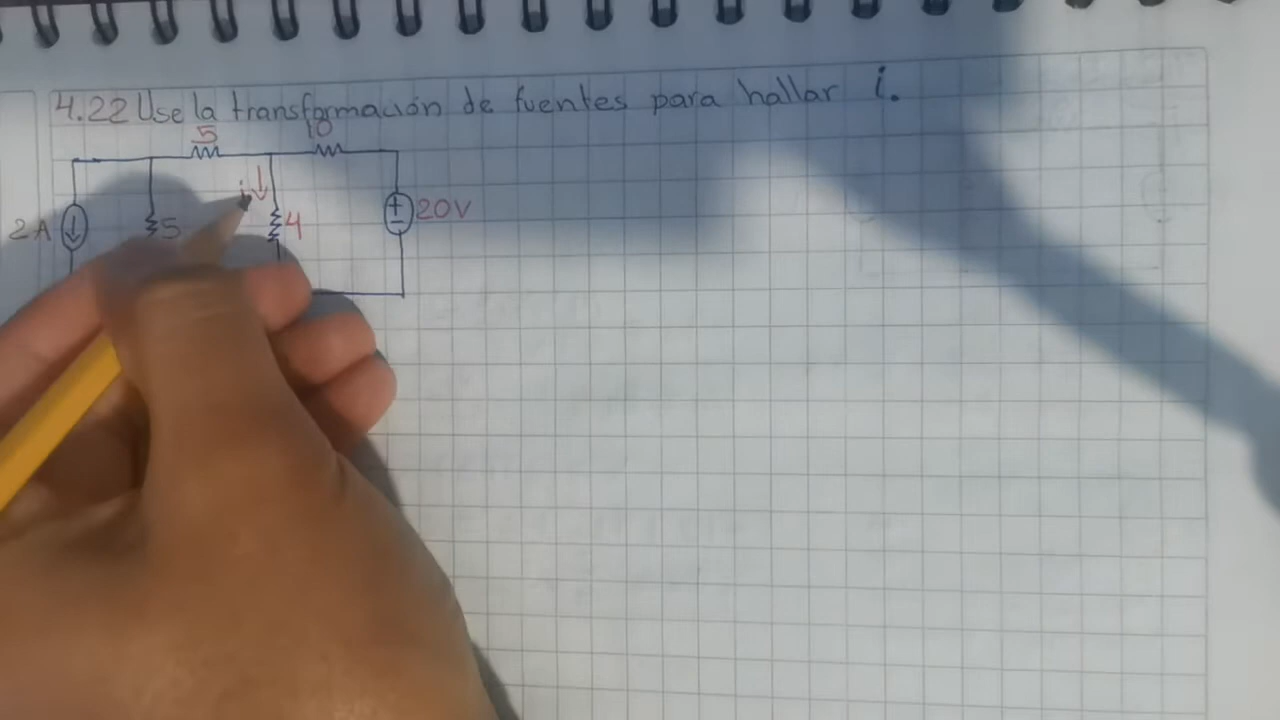 4.22 Use la transformación de fuentes para hallar i.
5 10
i
2A 5 4 + - 20V